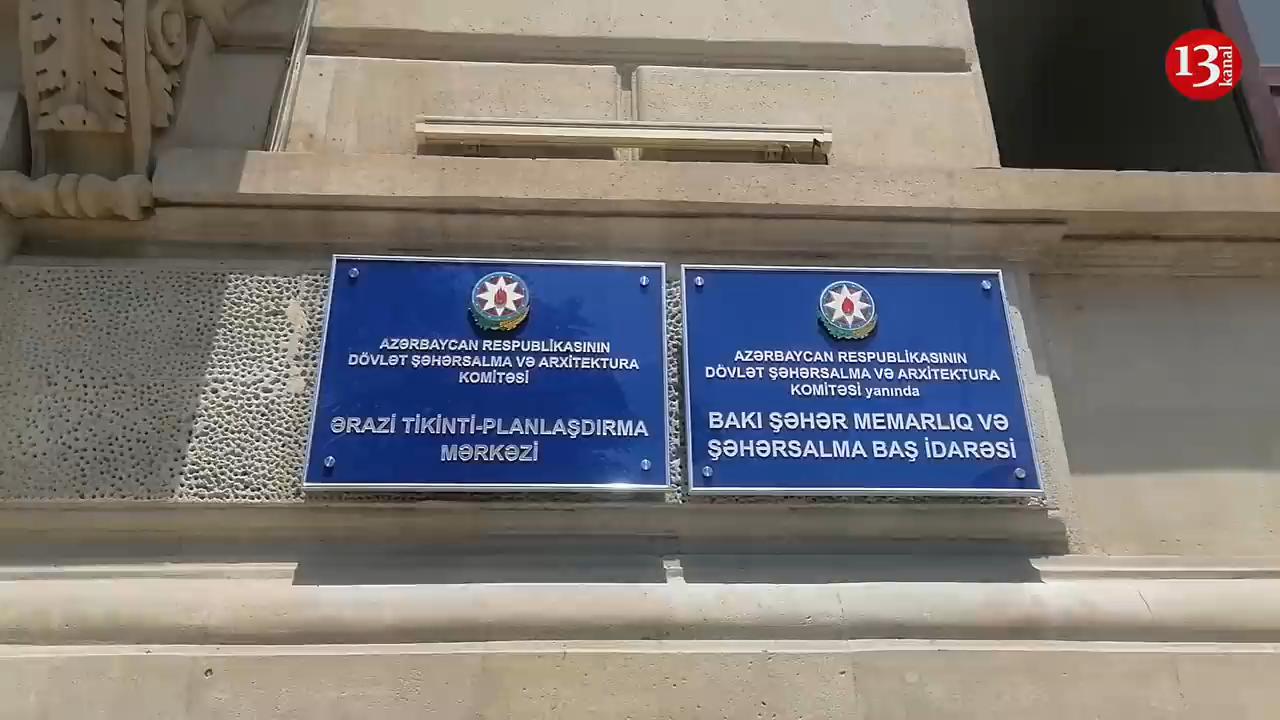 13 kanal
AZƏRBAYCAN RESPUBLİKASININ
DÖVLƏT ŞƏHƏRSALMA VƏ ARXİTEKTURA
KOMİTƏSİ
ƏRAZİ TİKİNTİ-PLANLAŞDIRMA
MƏRKƏZİ
AZƏRBAYCAN RESPUBLİKASININ
DÖVLƏT ŞƏHƏRSALMA VƏ ARXİTEKTURA
KOMİTƏSİ yanında
BAKI ŞƏHƏR MEMARLIQ VƏ
ŞƏHƏRSALMA BAŞ İDARƏSİ